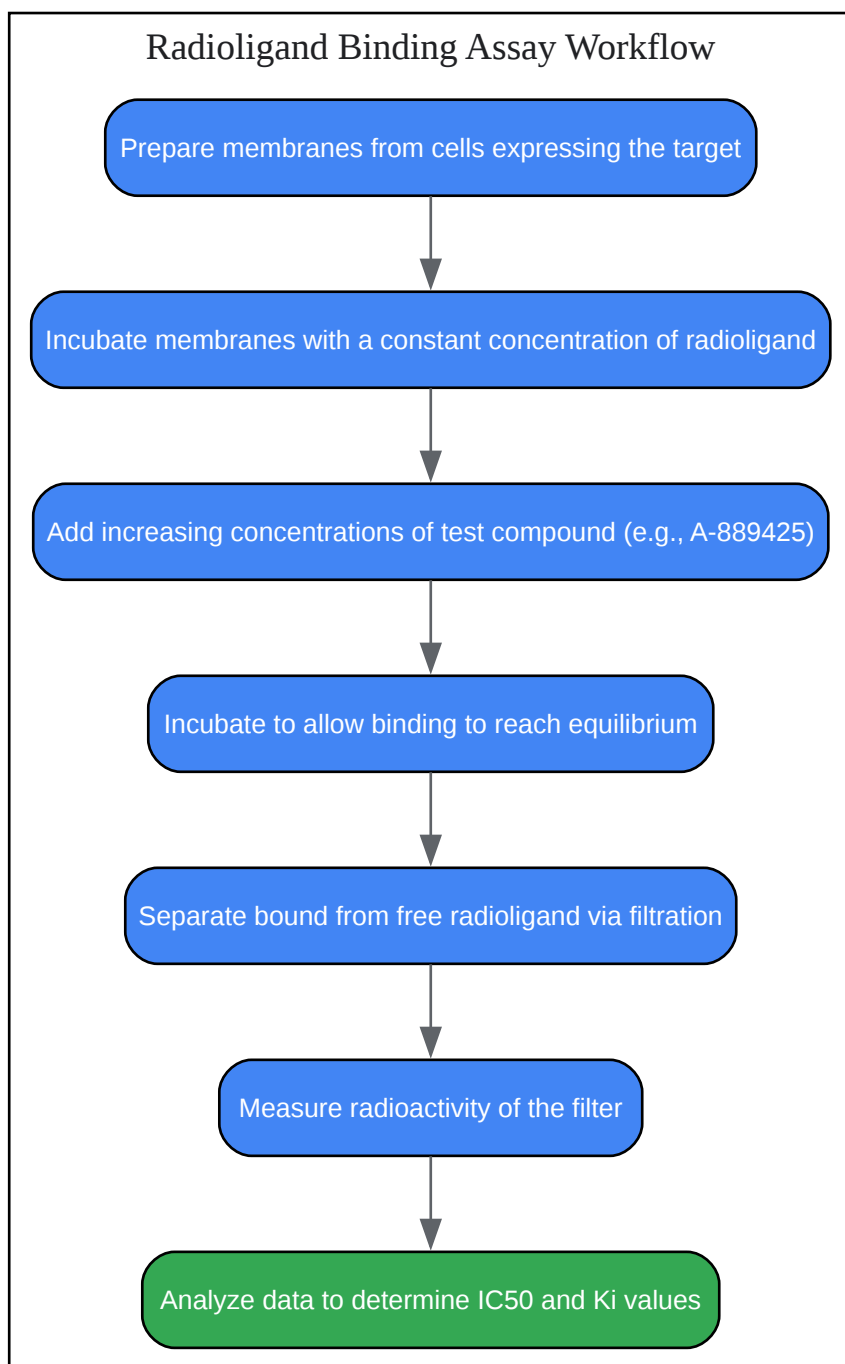 Radioligand Binding Assay Workflow
Prepare membranes from cells expressing the target
Incubate membranes with a constant concentration of radioligand
Add increasing concentrations of test compound (e.g., A-889425)
Incubate to allow binding to reach equilibrium
Separate bound from free radioligand via filtration
Measure radioactivity of the filter
Analyze data to determine IC50 and Ki values